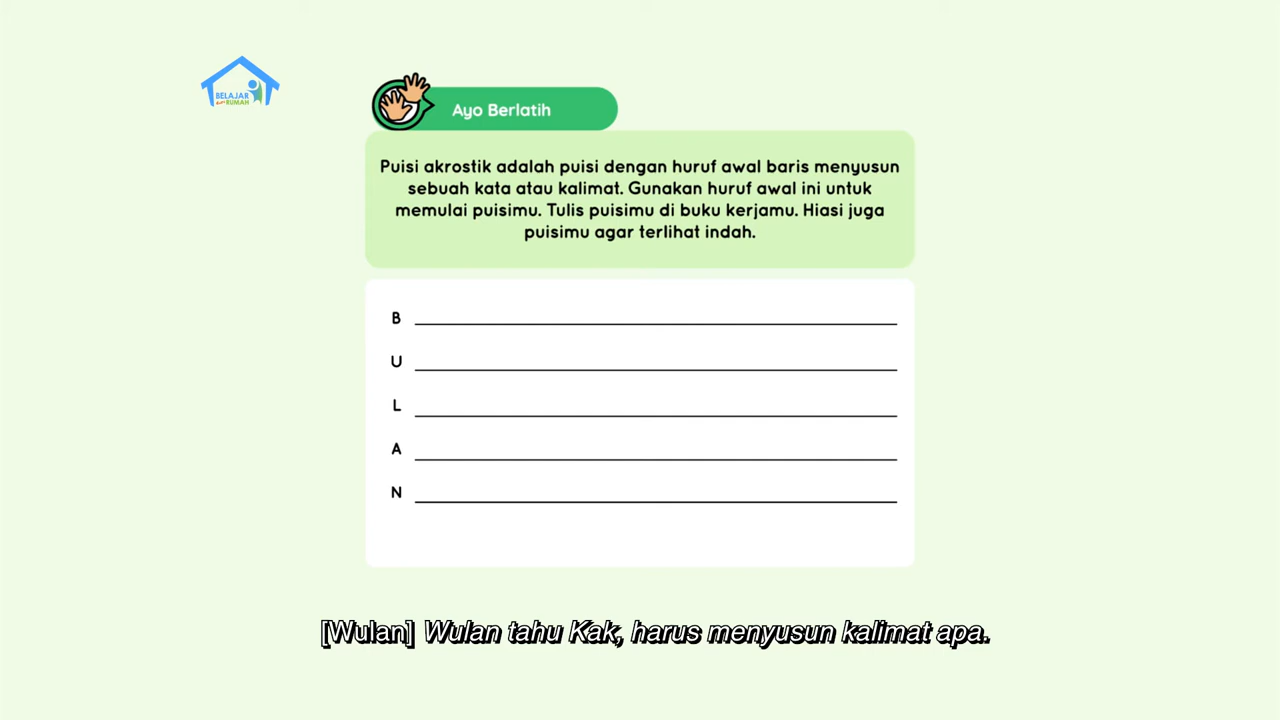 BELAJAR
dari RUMAH
Ayo Berlatih
Puisi akrostik adalah puisi dengan huruf awal baris menyusun
sebuah kata atau kalimat. Gunakan huruf awal ini untuk
memulai puisimu. Tulis puisimu di buku kerjamu. Hiasi juga
puisimu agar terlihat indah.
B
U
L
A
N
[Wulan] Wulan tahu Kak, harus menyusun kalimat apa.